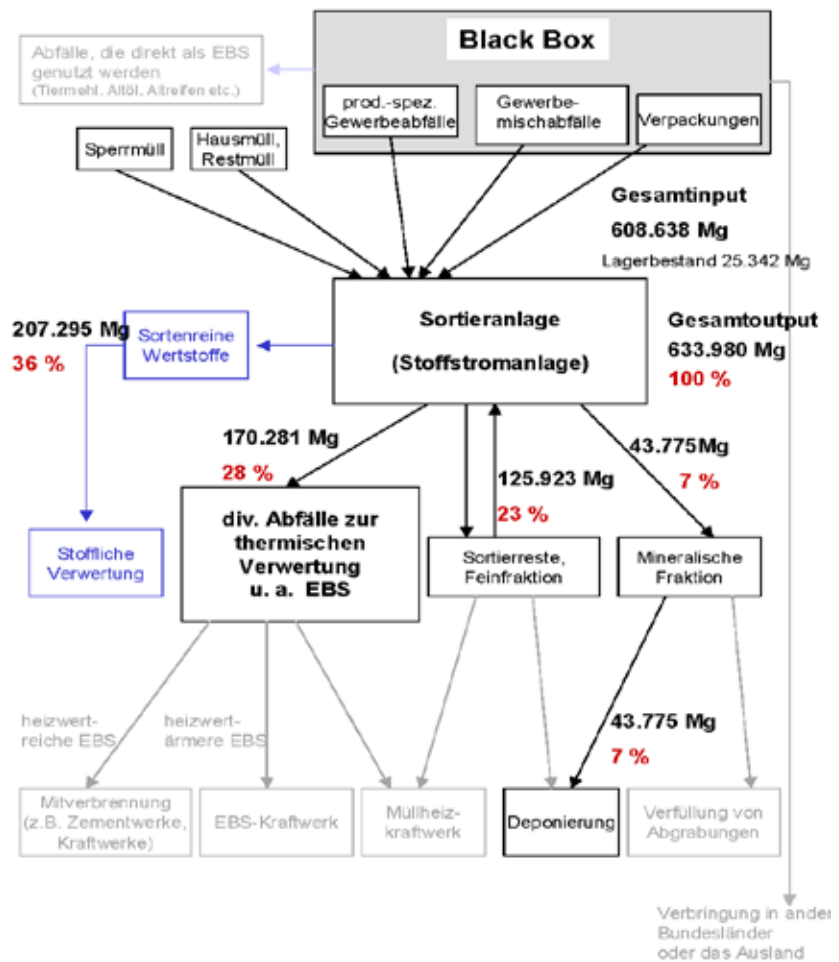 Black Box
Abfälle, die direkt als EBS
genutzt werden
(Tiermehl, Altöl, Altreifen etc.)
prod.-spez.
Gewerbeabfälle
Gewerbe-
mischabfälle
Verpackungen
Sperrmüll
Hausmüll,
Restmüll
Gesamtinput
608.638 Mg
Lagerbestand 25.342 Mg
207.295 Mg
36 %
Sortenreine
Wertstoffe
Sortieranlage
(Stoffstromanlage)
Gesamtoutput
633.980 Mg
100 %
170.281 Mg
28 %
125.923 Mg
23 %
43.775Mg
7 %
Stoffliche
Verwertung
div. Abfälle zur
thermischen
Verwertung
u. a. EBS
Sortierreste,
Feinfraktion
Mineralische
Fraktion
heizwert-
reiche EBS
heizwert-
ärmere EBS
43.775 Mg
7 %
Mitverbrennung
(z.B. Zementwerke,
Kraftwerke)
EBS-Kraftwerk
Müllheiz-
kraftwerk
Deponierung
Verfüllung von
Abgrabungen
Verbringung in ander
Bundesländer
oder das Ausland